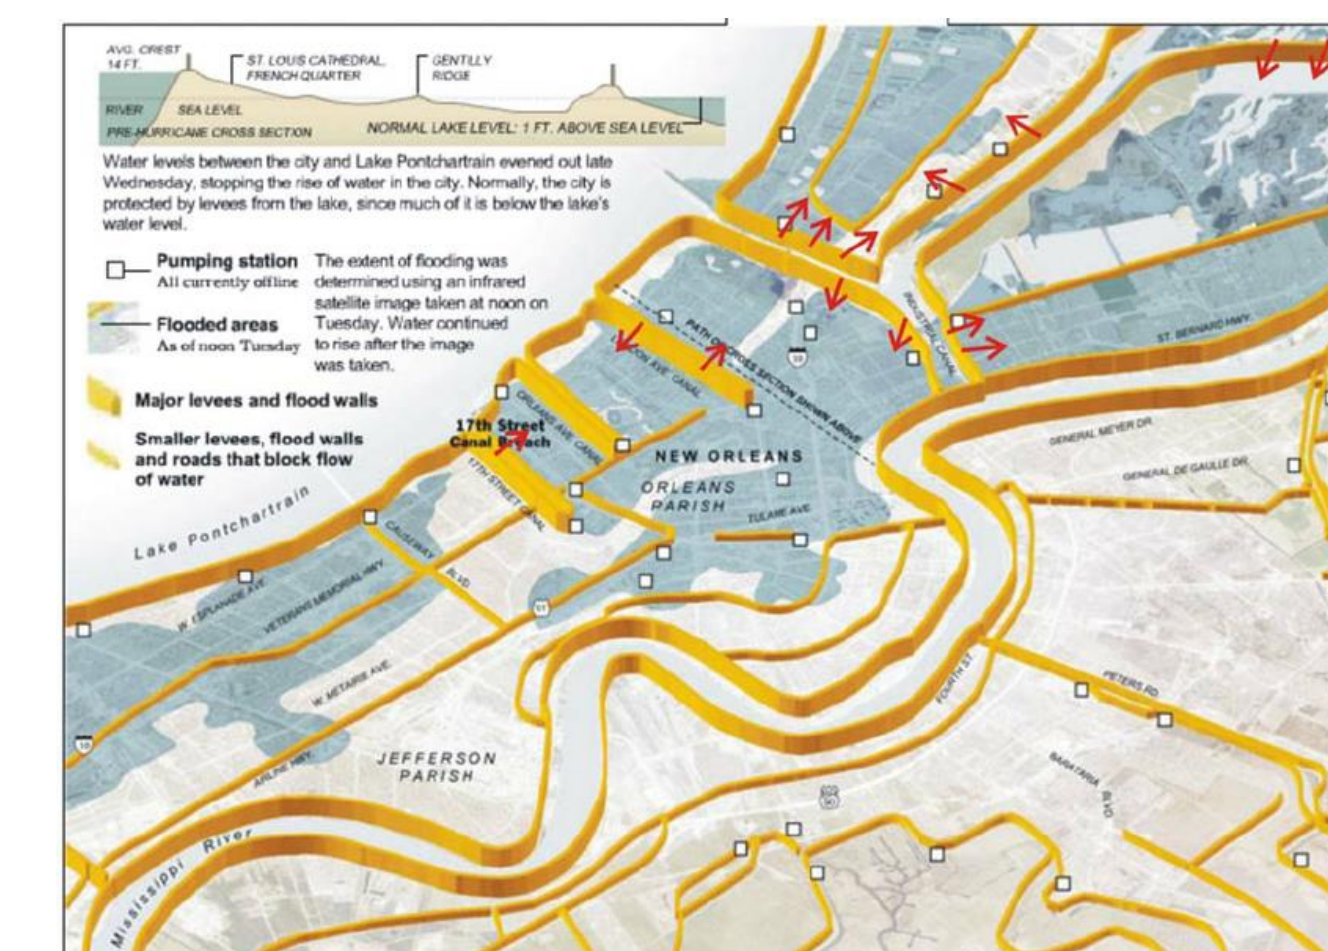 AVG. CREST
14 FT.
ST. LOUIS CATHEDRAL,
FRENCH QUARTER
GENTILLY
RIDGE
RIVER
SEA LEVEL
PRE-HURRICANE CROSS SECTION
NORMAL LAKE LEVEL: 1 FT. ABOVE SEA LEVEL
Water levels between the city and Lake Pontchartrain evened out late
Wednesday, stopping the rise of water in the city. Normally, the city is
protected by levees from the lake, since much of it is below the lake's
water level.
Pumping station
All currently offline
Flooded areas
As of noon Tuesday
The extent of flooding was
determined using an infrared
satellite image taken at noon on
Tuesday. Water continued
to rise after the image
was taken.
Major levees and flood walls
Smaller levees, flood walls
and roads that block flow
of water
INDUSTRIAL CANAL
ST. BERNARD HWY.
PATH OF CROSS SECTION SHOWN ABOVE
LONDON AVE. CANAL
10
ORLEANS AVE. CANAL
17th Street
Canal Breach
17TH STREET CANAL
NEW ORLEANS
ORLEANS
PARISH
TULANE AVE.
GENERAL MEYER DR.
GENERAL DE GAULLE DR.
Lake Pontchartrain
CAUSEWAY BLVD.
W. ESPLANADE AVE.
VETERANS MEMORIAL HWY.
61
W. METAIRIE AVE.
FOURTH ST.
PETERS RD.
10
AIRLINE HWY.
JEFFERSON
PARISH
BARATARIA BLVD.
90
Mississippi River